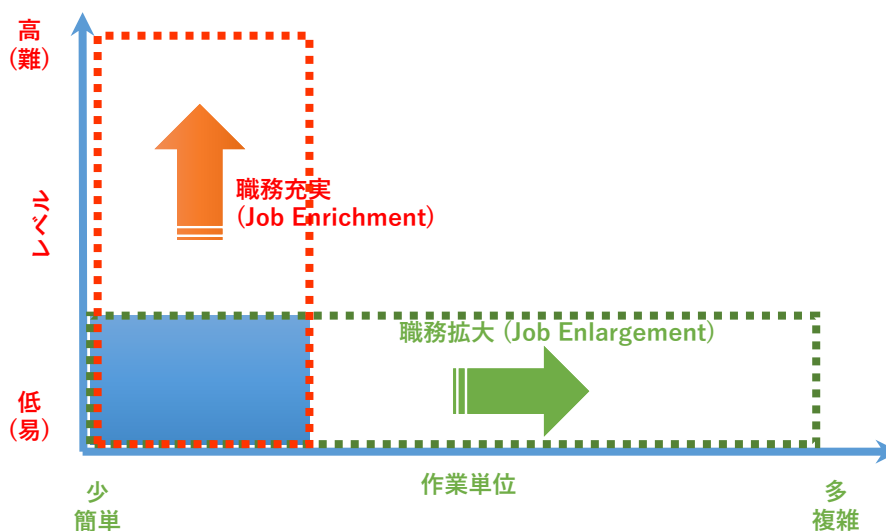 高
(難)
レベル
職務充実
(Job Enrichment)
職務拡大 (Job Enlargement)
低
(易)
少
簡単
作業単位
多
複雑